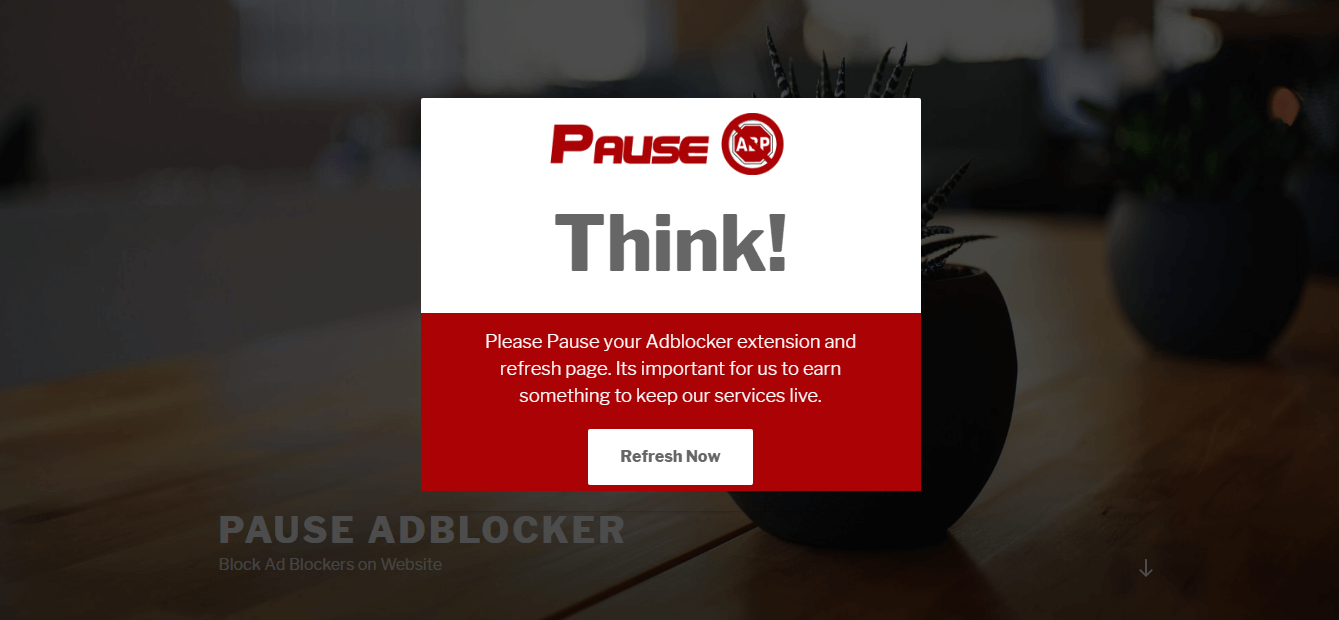 PAUSE ABP
Think!
Please Pause your Adblocker extension and
refresh page. Its important for us to earn
something to keep our services live.
Refresh Now
PAUSE ADBLOCKER
Block Ad Blockers on Website